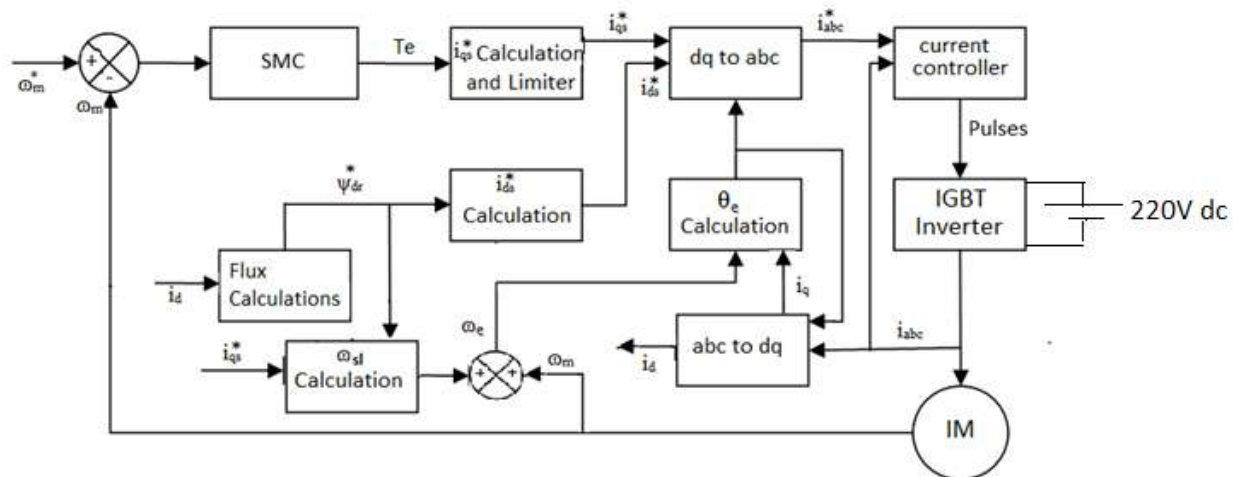 ω*m
+
-
ωm
SMC
Te
i*qs Calculation
and Limiter
i*qs
i*ds
dq to abc
i*abc
current
controller
Pulses
ψ*dr
i*ds
Calculation
θe
Calculation
IGBT
Inverter
220V dc
id
Flux
Calculations
iq
ωe
i*qs
ωsl
Calculation
+
+
ωm
id
abc to dq
iabc
IM